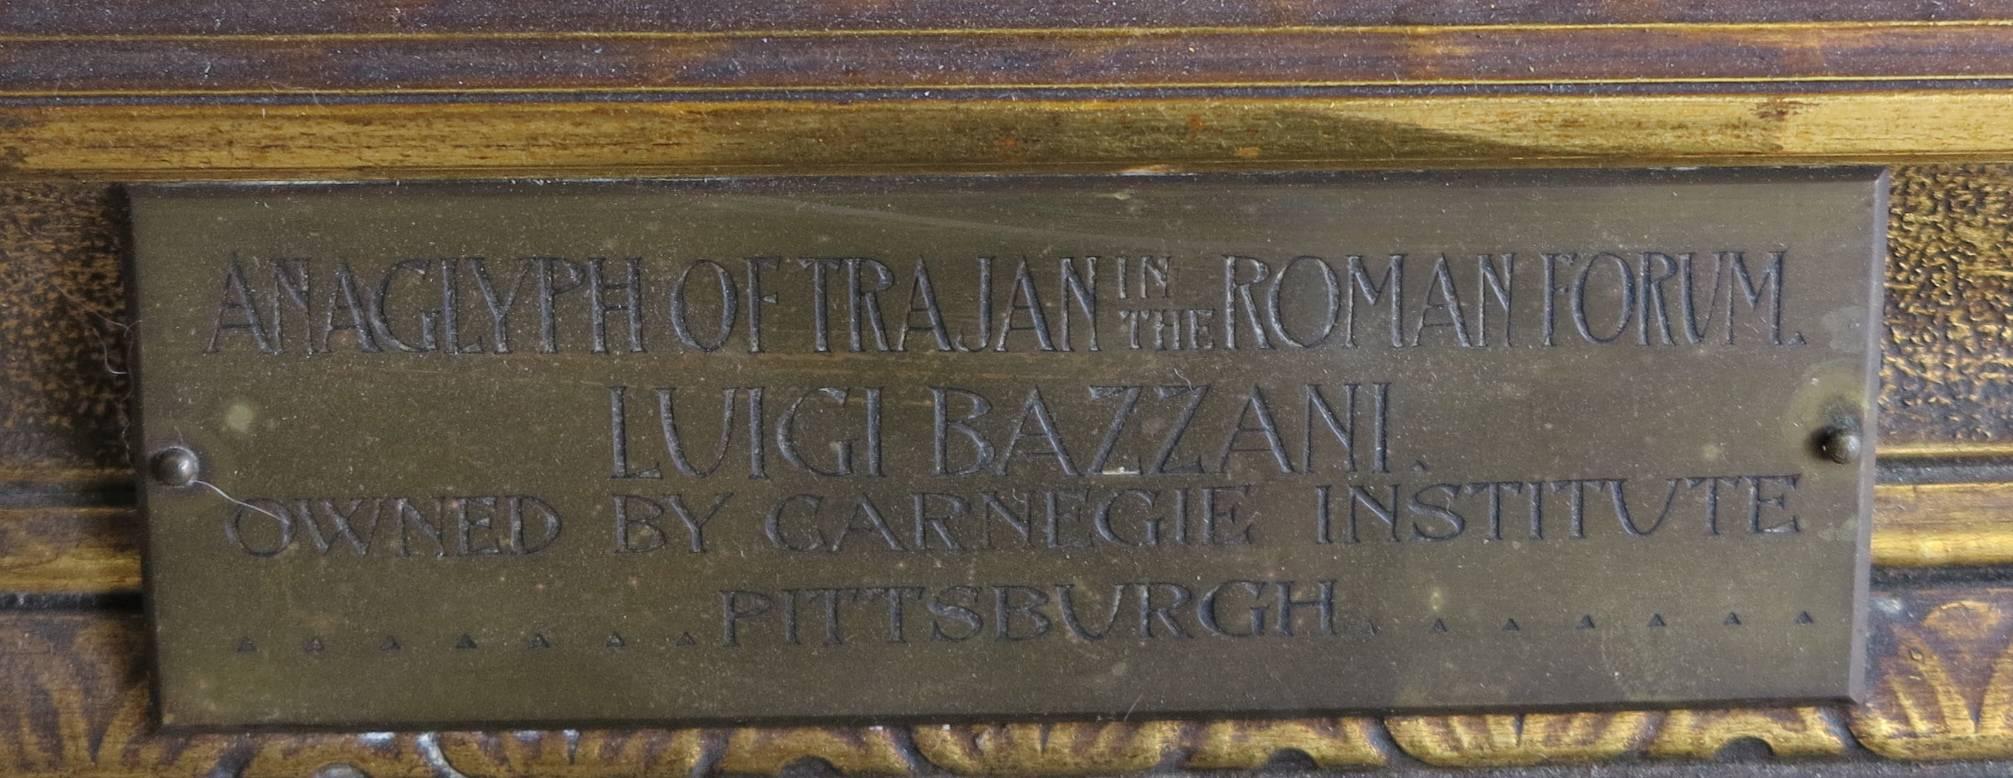 ANAGLYPH OF TRAJAN IN THE ROMAN FORUM.
LUIGI BAZZANI.
OWNED BY CARNEGIE INSTITUTE
PITTSBURGH.